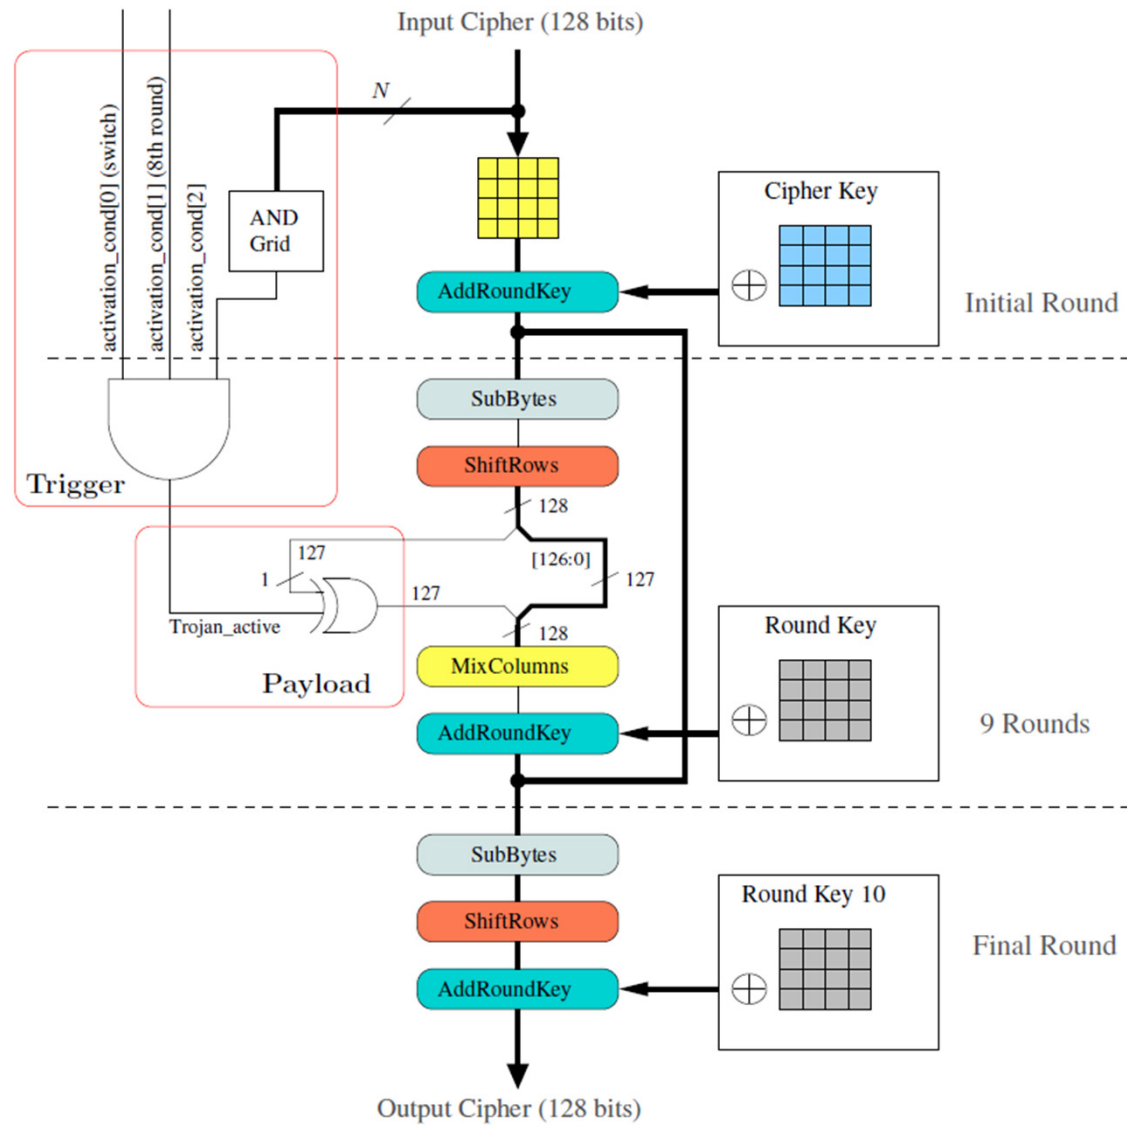 Input Cipher (128 bits)
N
activation_cond[0] (switch)
activation_cond[1] (8th round)
activation_cond[2]
AND
Grid
Cipher Key
AddRoundKey
Initial Round
SubBytes
ShiftRows
Trigger
128
127
[126:0]
1
127
127
Trojan_active
128
Payload
MixColumns
Round Key
AddRoundKey
9 Rounds
SubBytes
Round Key 10
ShiftRows
Final Round
AddRoundKey
Output Cipher (128 bits)